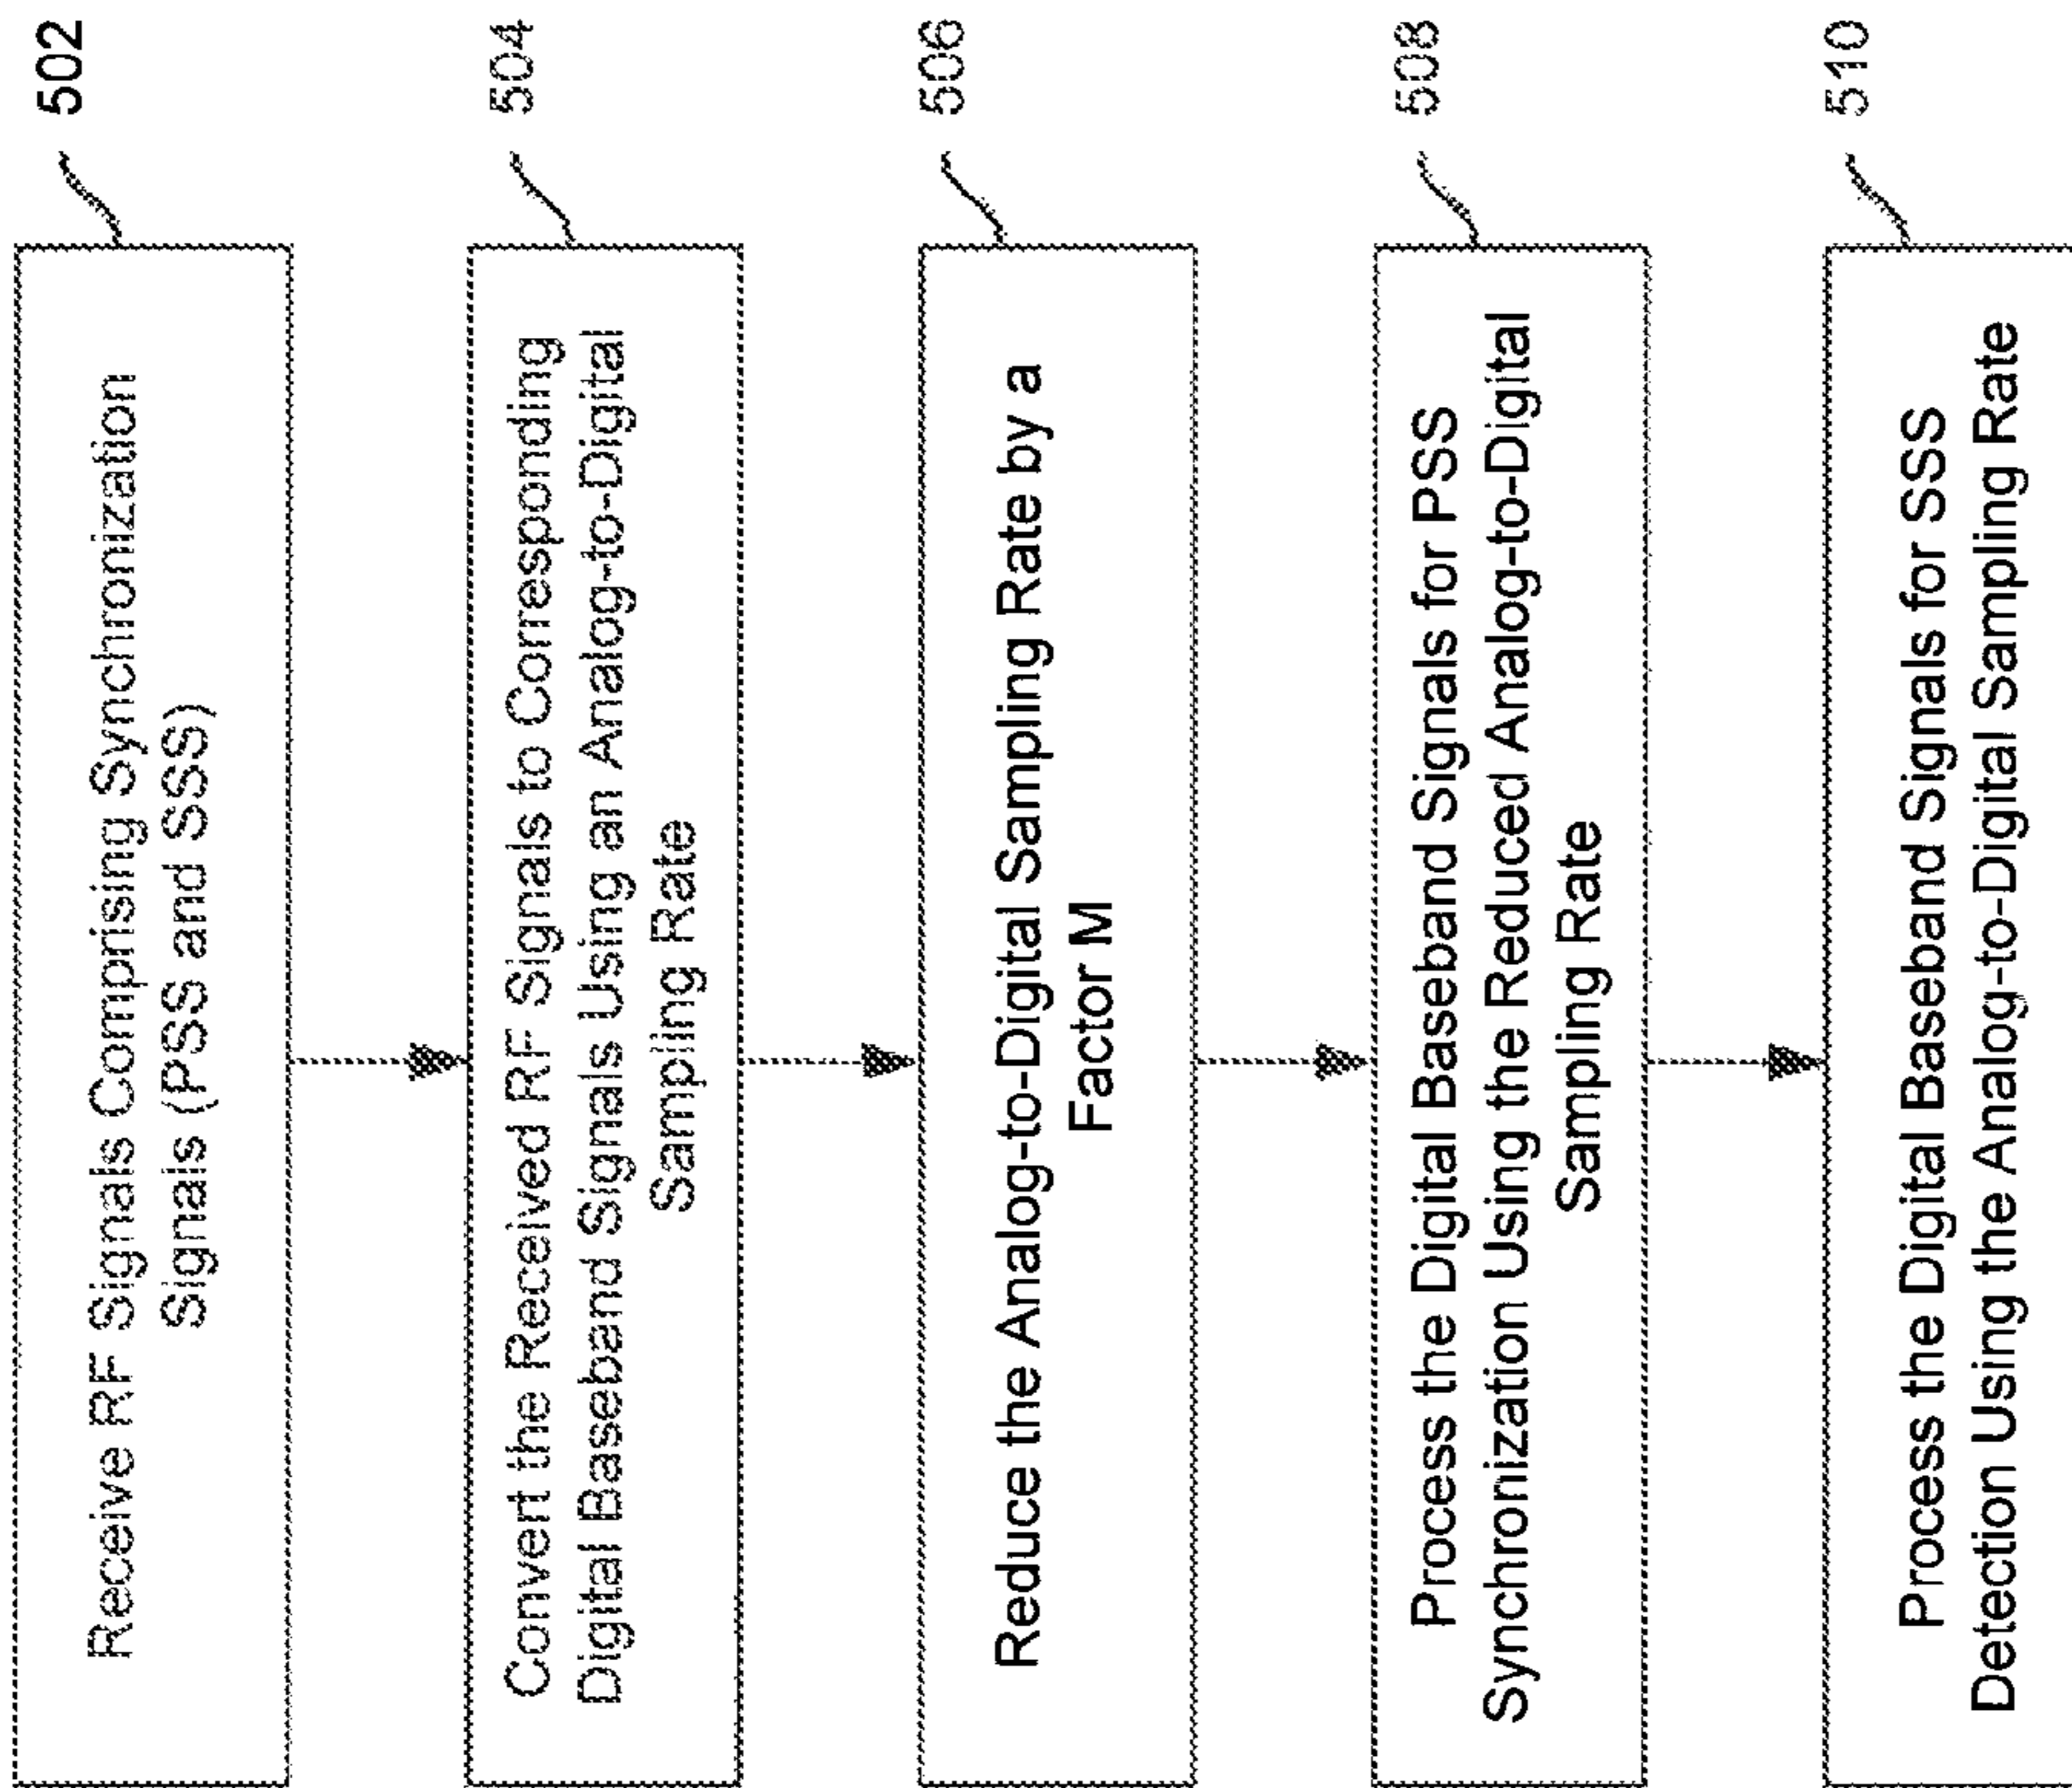 502
Receive RF Signals Comprising Synchronization
Signals (PSS and SSS)
504
Convert the Received RF Signals to Corresponding
Digital Baseband Signals Using an Analog-to-Digital
Sampling Rate
506
Reduce the Analog-to-Digital Sampling Rate by a
Factor M
508
Process the Digital Baseband Signals for PSS
Synchronization Using the Reduced Analog-to-Digital
Sampling Rate
510
Process the Digital Baseband Signals for SSS
Detection Using the Analog-to-Digital Sampling Rate